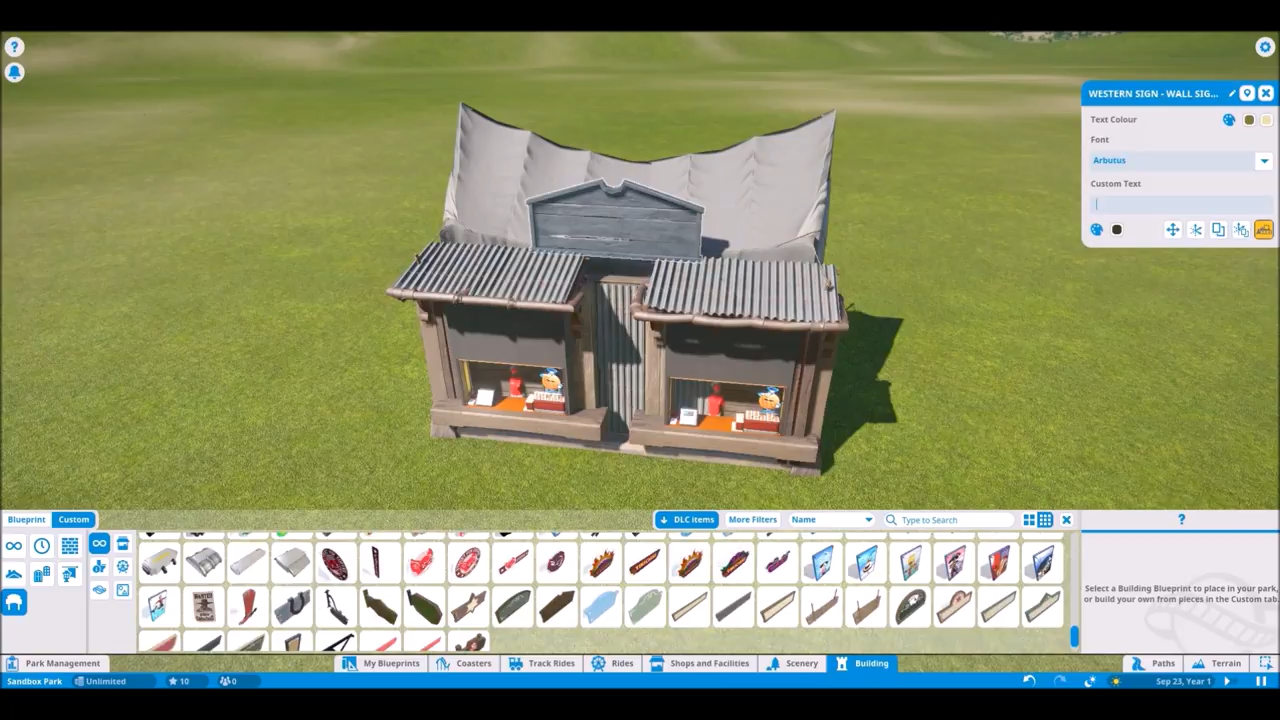 WESTERN SIGN - WALL SIG...
Text Colour
Font
Arbutus
Custom Text
Blueprint
Custom
DLC items
More Filters
Name
Type to Search
Select a Building Blueprint to place in your park,
or build your own from pieces in the Custom tab.
Park Management
My Blueprints
Coasters
Track Rides
Rides
Shops and Facilities
Scenery
Building
Paths
Terrain
Sandbox Park
Unlimited
10
0
Sep 23, Year 1